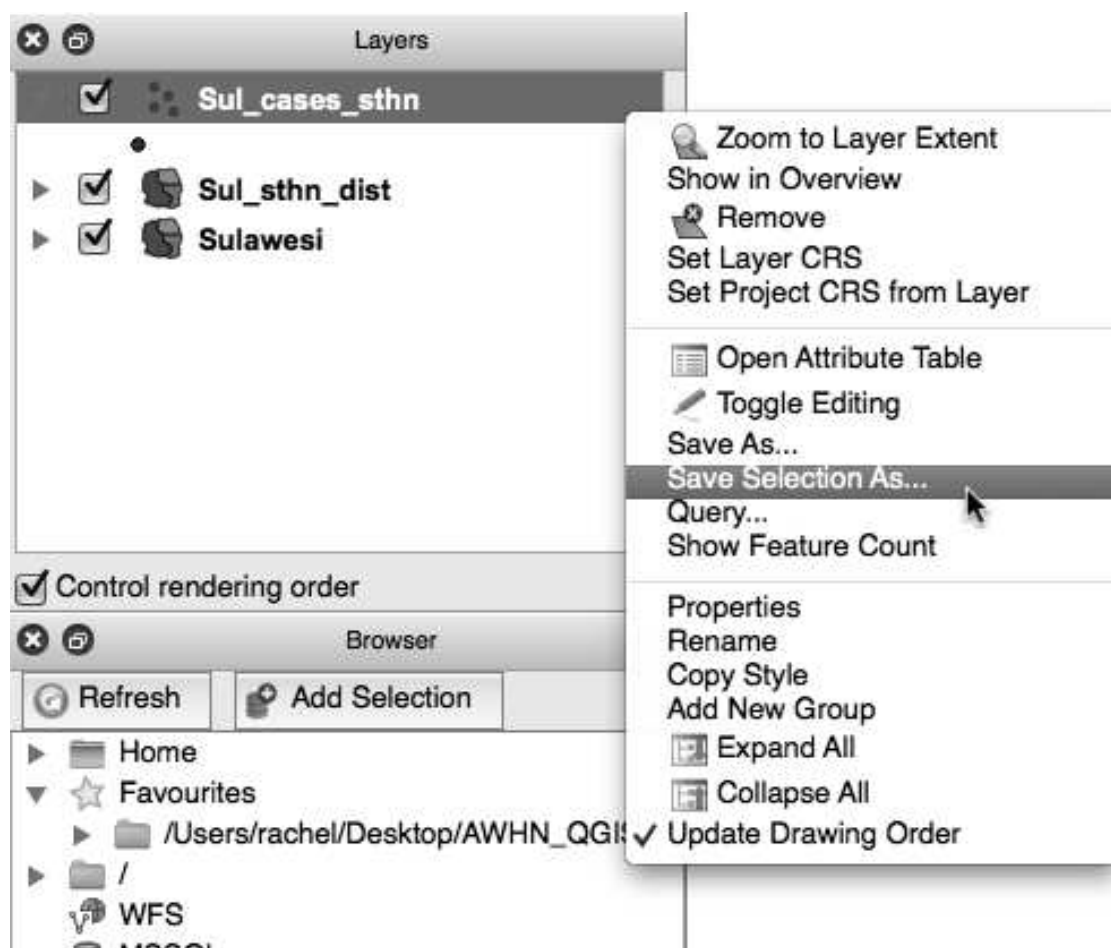 Layers
Sul_cases_sthn
Sul_sthn_dist
Sulawesi
Control rendering order
Browser
Refresh
Add Selection
Home
Favourites
/Users/rachel/Desktop/AWHN_QGIS
/
WFS
Zoom to Layer Extent
Show in Overview
Remove
Set Layer CRS
Set Project CRS from Layer
Open Attribute Table
Toggle Editing
Save As...
Save Selection As...
Query...
Show Feature Count
Properties
Rename
Copy Style
Add New Group
Expand All
Collapse All
Update Drawing Order